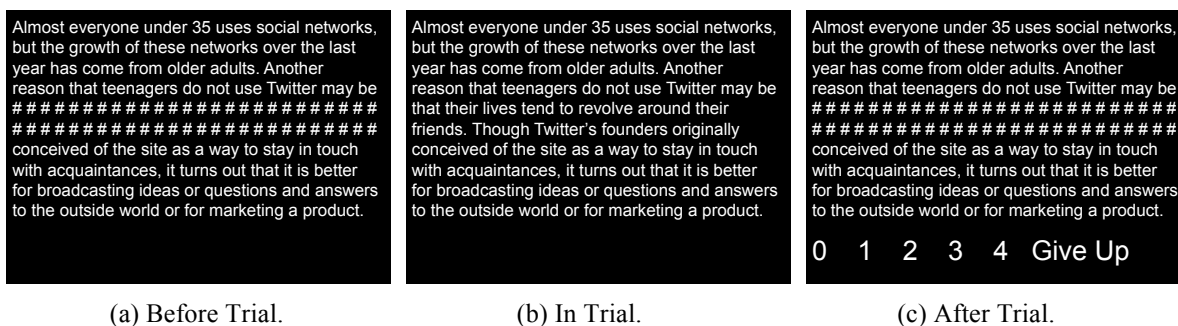 Almost everyone under 35 uses social networks,
but the growth of these networks over the last
year has come from older adults. Another
reason that teenagers do not use Twitter may be
# # # # # # # # # # # # # # # # # # # # # # # # # #
# # # # # # # # # # # # # # # # # # # # # # # # # #
conceived of the site as a way to stay in touch
with acquaintances, it turns out that it is better
for broadcasting ideas or questions and answers
to the outside world or for marketing a product.
(a) Before Trial.
Almost everyone under 35 uses social networks,
but the growth of these networks over the last
year has come from older adults. Another
reason that teenagers do not use Twitter may be
that their lives tend to revolve around their
friends. Though Twitter's founders originally
conceived of the site as a way to stay in touch
with acquaintances, it turns out that it is better
for broadcasting ideas or questions and answers
to the outside world or for marketing a product.
(b) In Trial.
Almost everyone under 35 uses social networks,
but the growth of these networks over the last
year has come from older adults. Another
reason that teenagers do not use Twitter may be
# # # # # # # # # # # # # # # # # # # # # # # # # #
# # # # # # # # # # # # # # # # # # # # # # # # # #
conceived of the site as a way to stay in touch
with acquaintances, it turns out that it is better
for broadcasting ideas or questions and answers
to the outside world or for marketing a product.
0 1 2 3 4 Give Up
(c) After Trial.